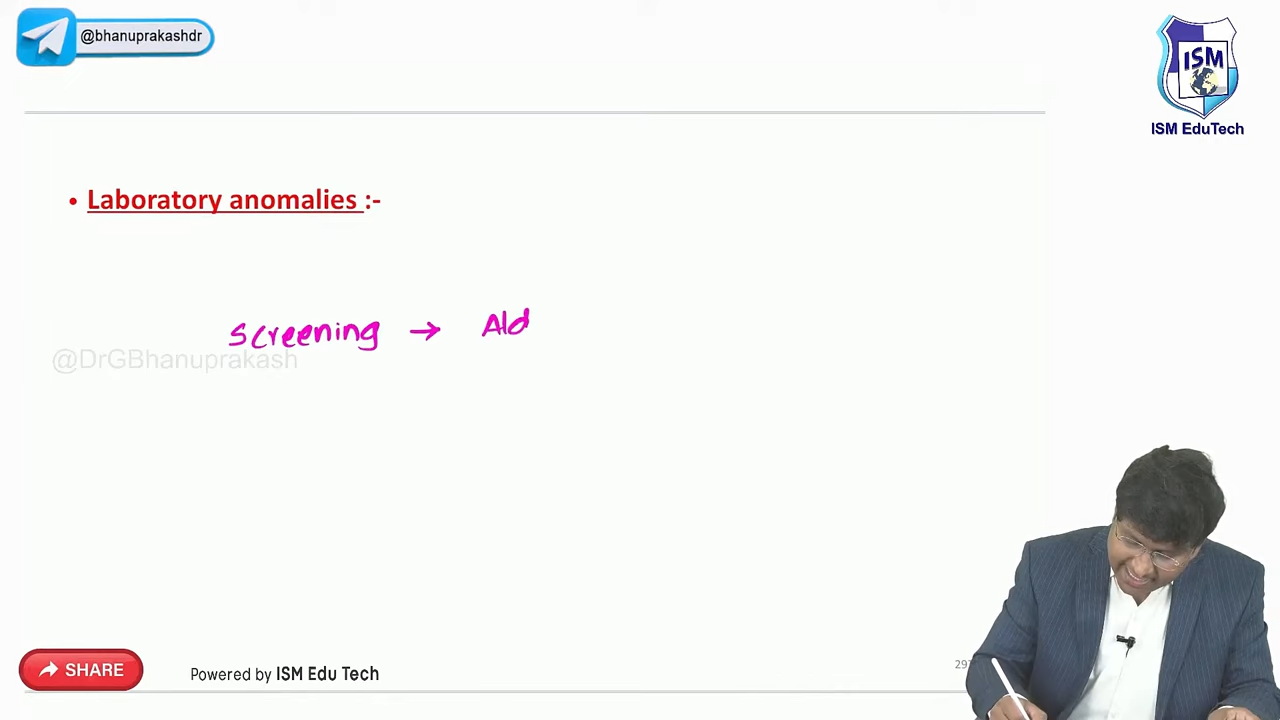 @bhanuprakashdr
ISM
ISM EduTech
• Laboratory anomalies :-
Screening → Ald
@DrGBhanuprakash
SHARE
Powered by ISM Edu Tech